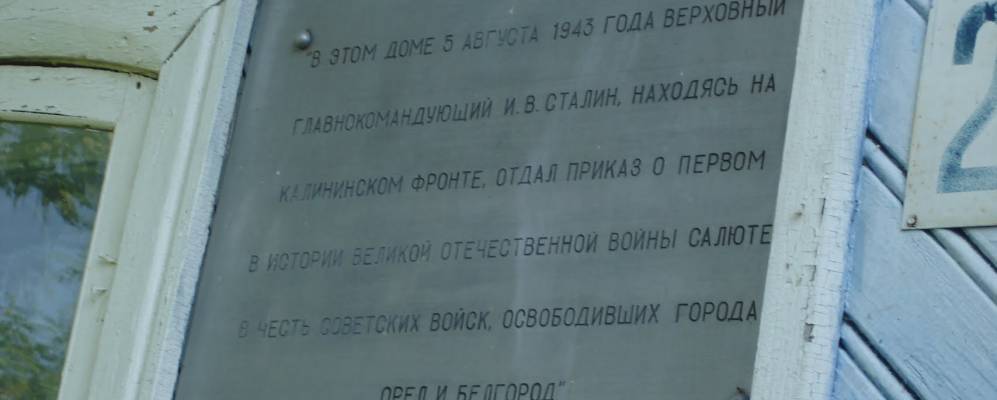 "В ЭТОМ ДОМЕ 5 АВГУСТА 1943 ГОДА ВЕРХОВНЫЙ
ГЛАВНОКОМАНДУЮЩИЙ И.В. СТАЛИН, НАХОДЯСЬ НА
КАЛИНИНСКОМ ФРОНТЕ, ОТДАЛ ПРИКАЗ О ПЕРВОМ
В ИСТОРИИ ВЕЛИКОЙ ОТЕЧЕСТВЕННОЙ ВОЙНЫ САЛЮТЕ
В ЧЕСТЬ СОВЕТСКИХ ВОЙСК, ОСВОБОДИВШИХ ГОРОДА
ОРЕЛ И БЕЛГОРОД"
2